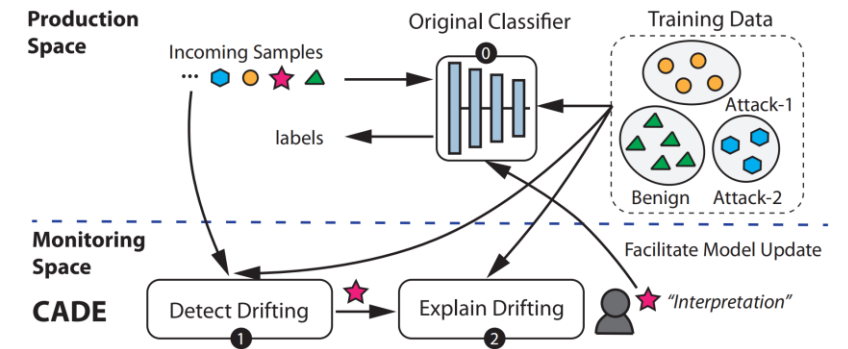 Production
Space
Original Classifier
Training Data
0
Incoming Samples
...
labels
Attack-1
Benign
Attack-2
Monitoring
Space
Facilitate Model Update
CADE
Detect Drifting
1
Explain Drifting
2
"Interpretation"